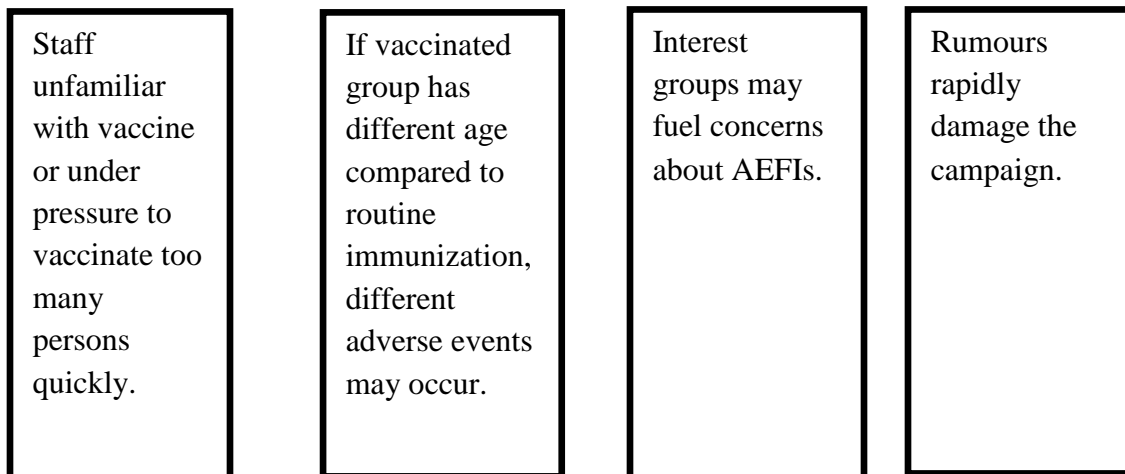 Staff
unfamiliar
with vaccine
or under
pressure to
vaccinate too
many
persons
quickly.
If vaccinated
group has
different age
compared to
routine
immunization,
different
adverse events
may occur.
Interest
groups may
fuel concerns
about AEFIs.
Rumours
rapidly
damage the
campaign.